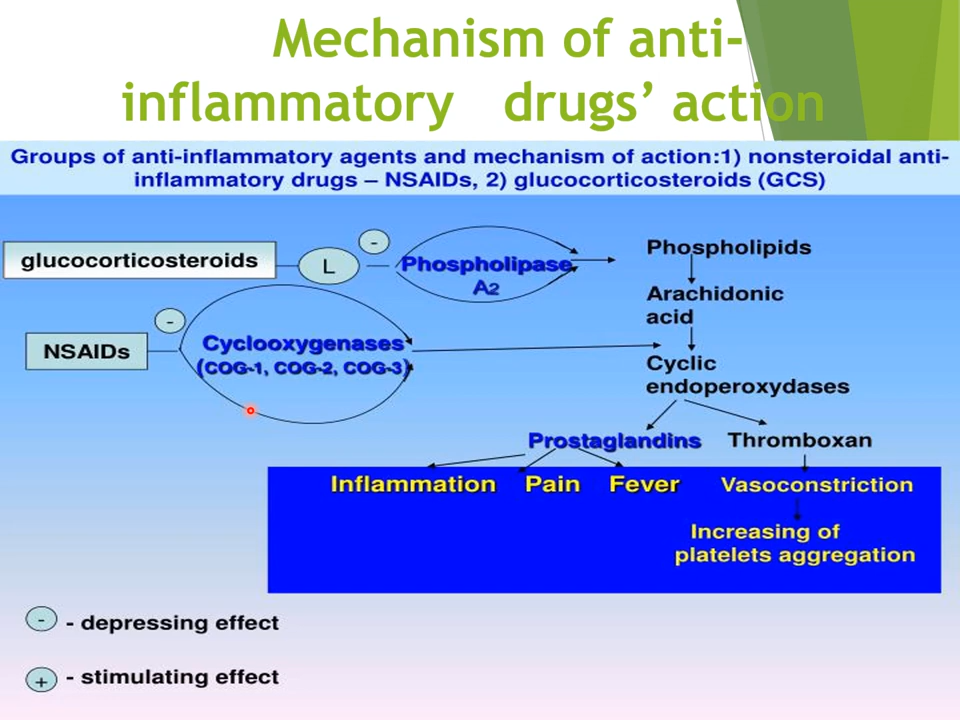 Mechanism of anti-
inflammatory drugs’ action
Groups of anti-inflammatory agents and mechanism of action:1) nonsteroidal anti-
inflammatory drugs – NSAIDs, 2) glucocorticosteroids (GCS)
glucocorticosteroids
L
-
Phospholipase
A2
Phospholipids
Arachidonic
acid
NSAIDs
-
Cyclooxygenases
(COG-1, COG-2, COG-3)
Cyclic
endoperoxydases
Prostaglandins
Thromboxan
Inflammation
Pain
Fever
Vasoconstriction
Increasing of
platelets aggregation
- - depressing effect
+ - stimulating effect